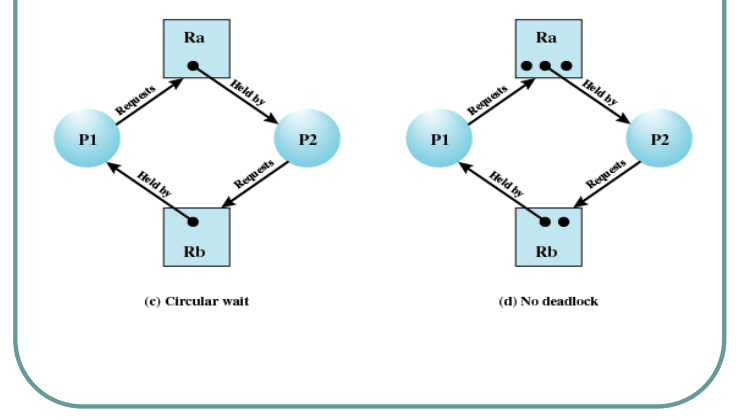 Ra
Requests
Held by
P1
P2
Held by
Requests
Rb
(c) Circular wait
Ra
Requests
Held by
P1
P2
Held by
Requests
Rb
(d) No deadlock